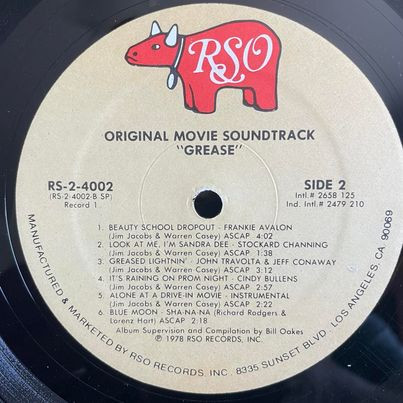 RSO
ORIGINAL MOVIE SOUNDTRACK
"GREASE"
RS-2-4002
(RS-2-4002-B SP)
Record 1
SIDE 2
Intl.# 2658 125
Ind. Intl.# 2479 210
1. BEAUTY SCHOOL DROPOUT - FRANKIE AVALON
(Jim Jacobs & Warren Casey) ASCAP 4:02
2. LOOK AT ME, I'M SANDRA DEE - STOCKARD CHANNING
(Jim Jacobs & Warren Casey) ASCAP 1:38
3. GREASED LIGHTNIN' - JOHN TRAVOLTA & JEFF CONAWAY
(Jim Jacobs & Warren Casey) ASCAP 3:12
4. IT'S RAINING ON PROM NIGHT - CINDY BULLENS
(Jim Jacobs & Warren Casey) ASCAP 2:57
5. ALONE AT A DRIVE-IN MOVIE - INSTRUMENTAL
(Jim Jacobs & Warren Casey) ASCAP 2:22
6. BLUE MOON - SHA-NA-NA (Richard Rodgers &
Lorenz Hart) ASCAP 2:18
Album Supervision and Compilation by Bill Oakes
℗ 1978 RSO RECORDS, INC.
MANUFACTURED & MARKETED BY RSO RECORDS, INC. 8335 SUNSET BLVD. LOS ANGELES, CA 90069